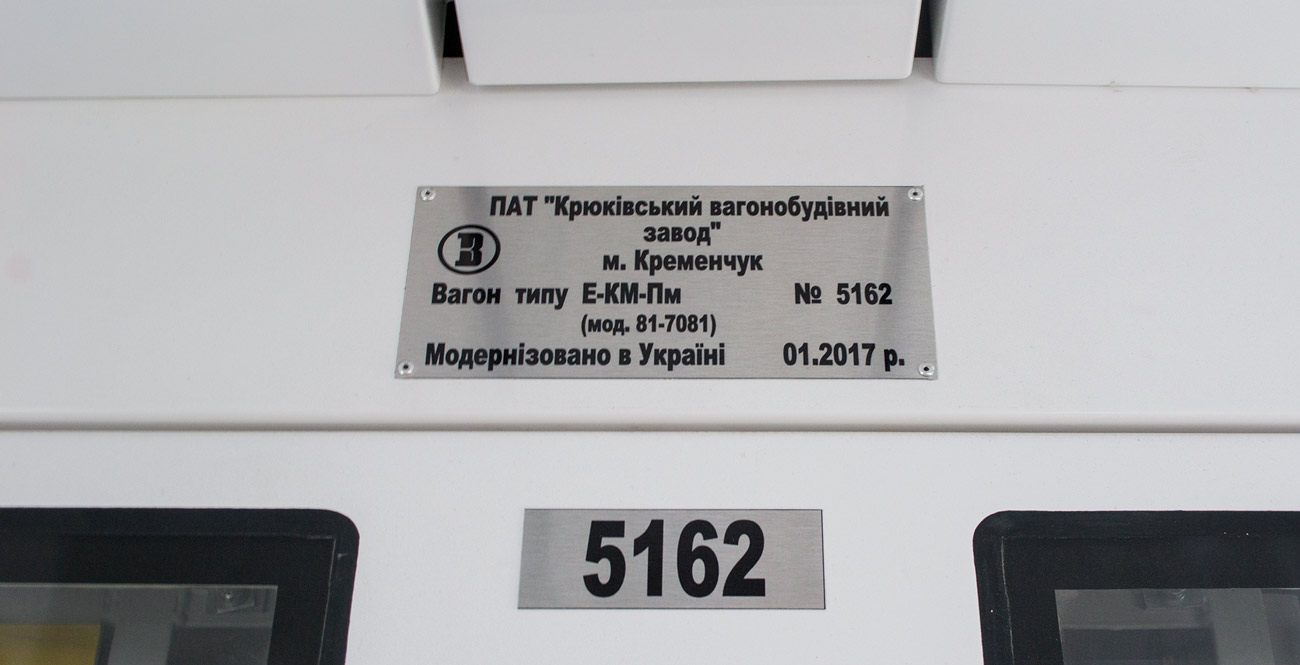 ПАТ "Крюківський вагонобудівний
завод"
м. Кременчук
Вагон типу Е-КМ-Пм № 5162
(мод. 81-7081)
Модернізовано в Україні 01.2017 р.
5162